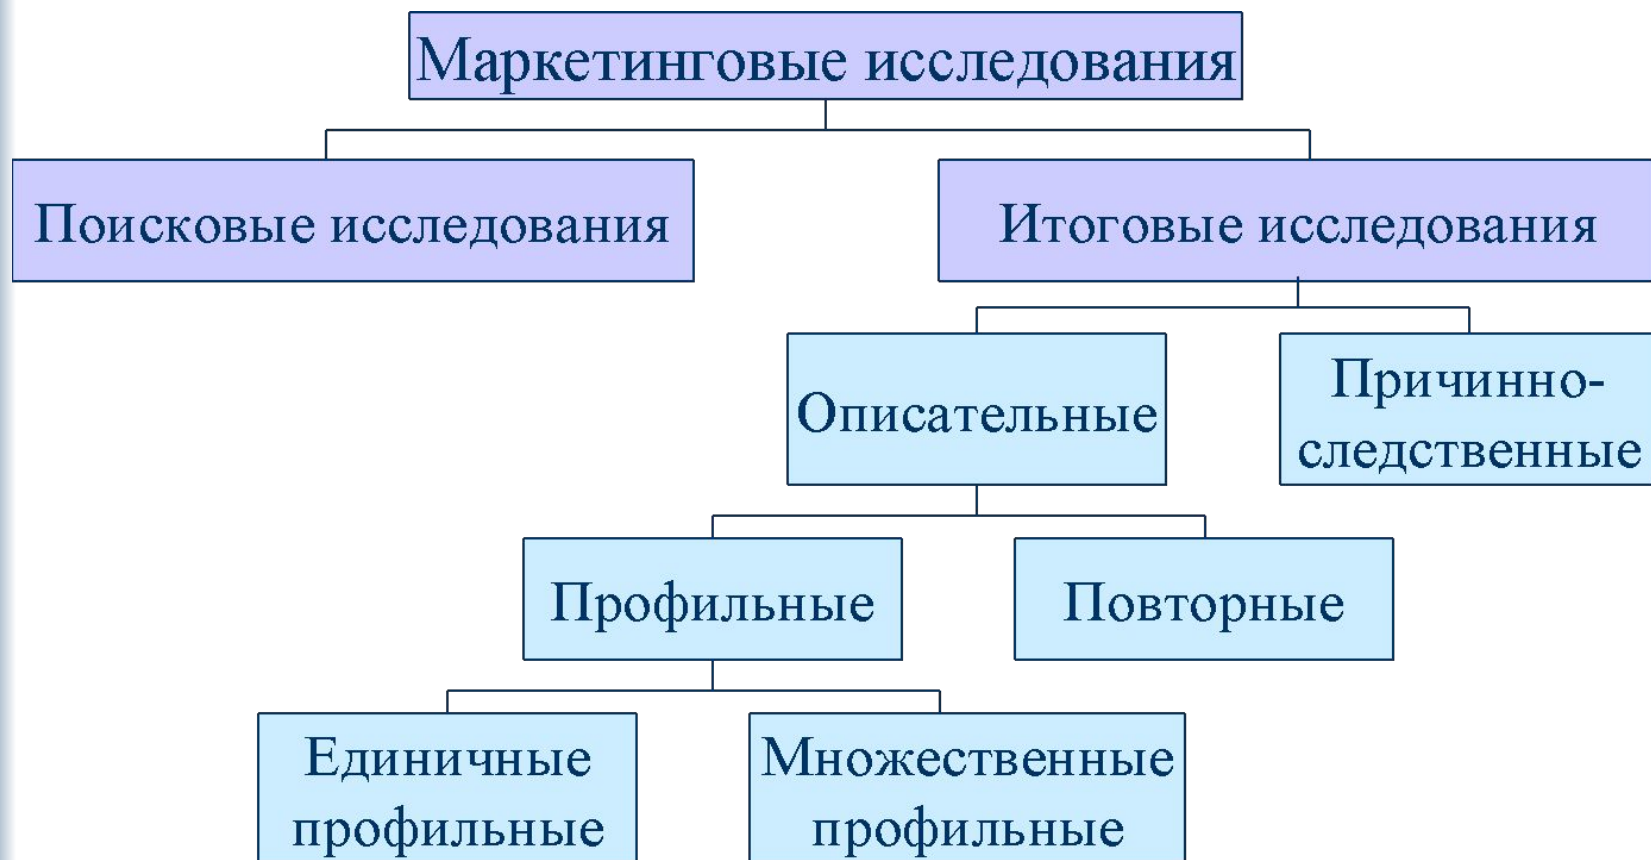 Маркетинговые исследования
Поисковые исследования
Итоговые исследования
Описательные
Причинно-
следственные
Профильные
Повторные
Единичные
профильные
Множественные
профильные